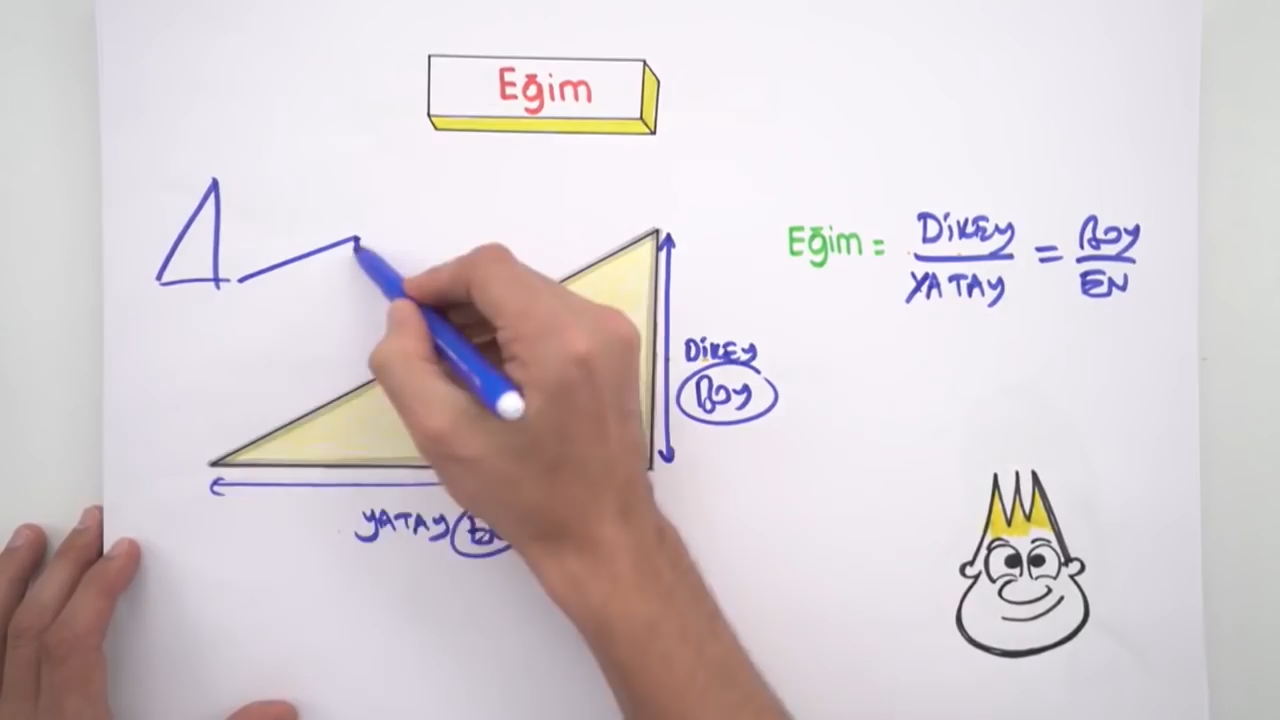 Eğim
Eğim = DİKEY / YATAY = Boy / EN
DİKEY
Boy
YATAY